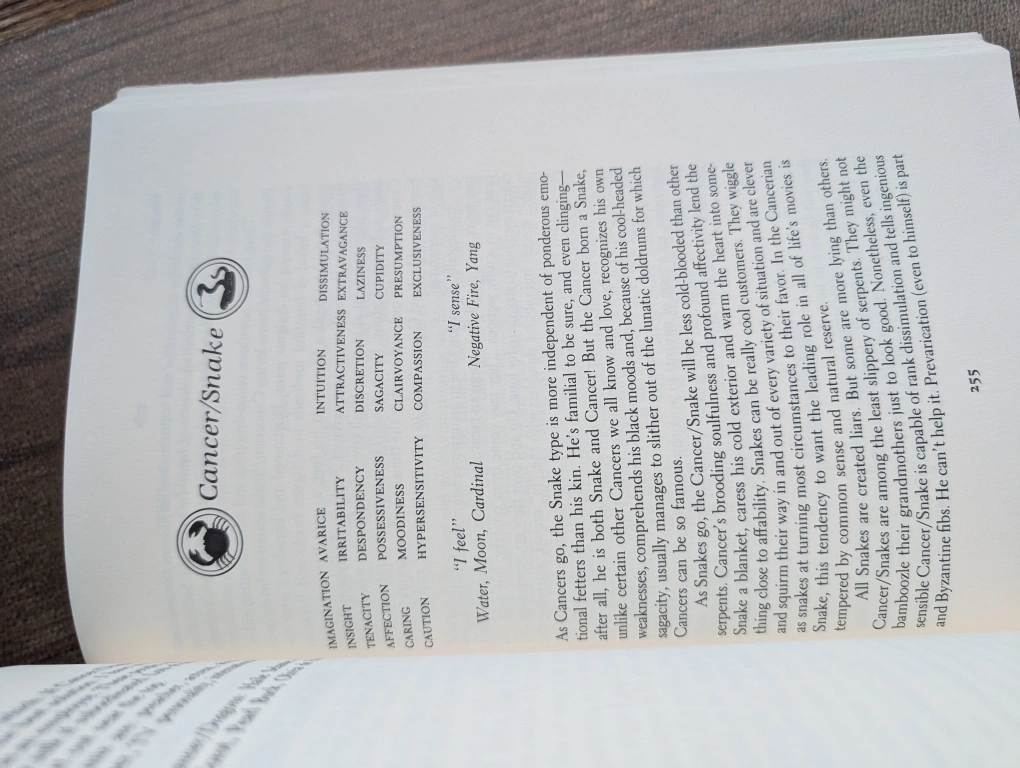 Cancer/Snake
IMAGINATION AVARICE INTUITION DISSIMULATION
INSIGHT IRRITABILITY ATTRACTIVENESS EXTRAVAGANCE
TENACITY DESPONDENCY DISCRETION LAZINESS
AFFECTION POSSESSIVENESS SAGACITY CUPIDITY
CARING MOODINESS CLAIRVOYANCE PRESUMPTION
CAUTION HYPERSENSITIVITY COMPASSION EXCLUSIVENESS
“I feel” “I sense”
Water, Moon, Cardinal Negative Fire, Yang
As Cancers go, the Snake type is more independent of ponderous emo-
tional fetters than his kin. He’s familial to be sure, and even clinging—
after all, he is both Snake and Cancer! But the Cancer born a Snake,
unlike certain other Cancers we all know and love, recognizes his own
weaknesses, comprehends his black moods and, because of his cool-headed
sagacity, usually manages to slither out of the lunatic doldrums for which
Cancers can be so famous.
As Snakes go, the Cancer/Snake will be less cold-blooded than other
serpents. Cancer’s brooding soulfulness and profound affectivity lend the
Snake a blanket, caress his cold exterior and warm the heart into some-
thing close to affability. Snakes can be really cool customers. They wiggle
and squirm their way in and out of every variety of situation and are clever
as snakes at turning most circumstances to their favor. In the Cancerian
Snake, this tendency to want the leading role in all of life’s movies is
tempered by common sense and natural reserve.
All Snakes are created liars. But some are more lying than others.
Cancer/Snakes are among the least slippery of serpents. They might not
bamboozle their grandmothers just to look good. Nonetheless, even the
sensible Cancer/Snake is capable of rank dissimulation and tells ingenious
and Byzantine fibs. He can’t help it. Prevarication (even to himself) is part
255